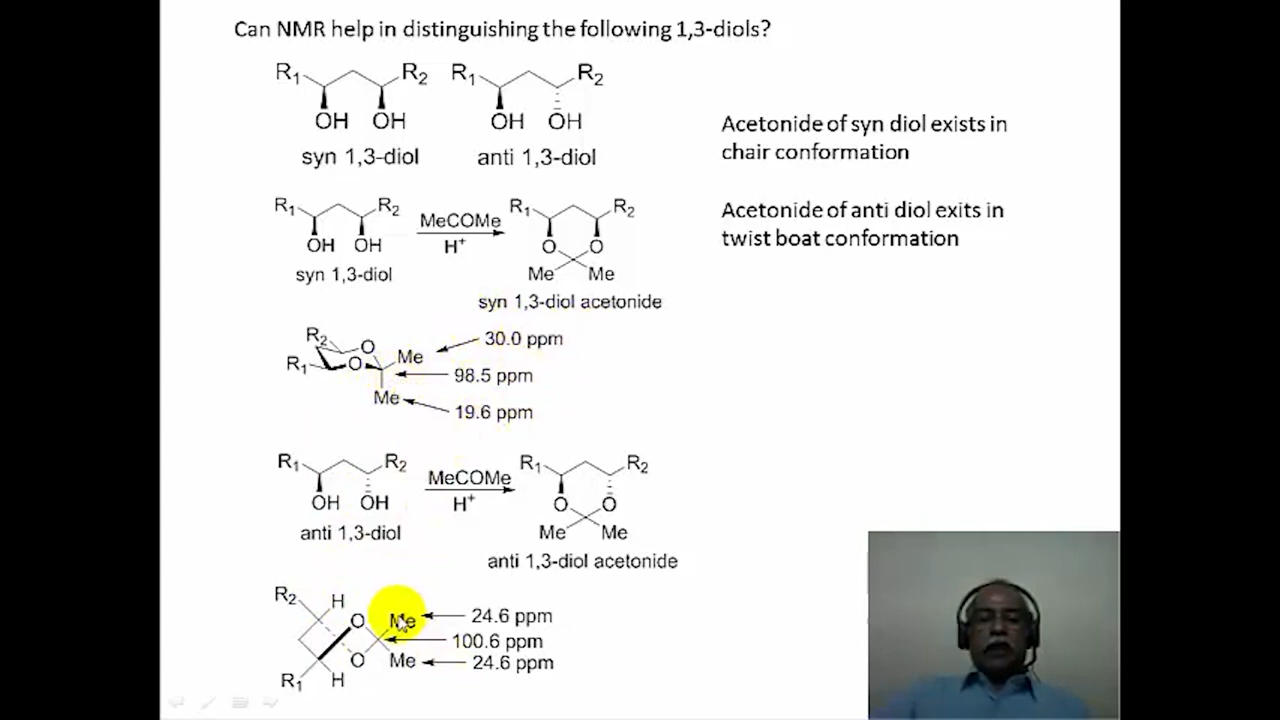 Can NMR help in distinguishing the following 1,3-diols?
R1 R2 R1 R2
OH OH OH OH
syn 1,3-diol anti 1,3-diol
Acetonide of syn diol exists in
chair conformation
Acetonide of anti diol exits in
twist boat conformation
R1 R2 MeCOMe R1 R2
OH OH H+ O O
syn 1,3-diol Me Me
syn 1,3-diol acetonide
R2 O Me 30.0 ppm
R1 O 98.5 ppm
Me 19.6 ppm
R1 R2 MeCOMe R1 R2
OH OH H+ O O
anti 1,3-diol Me Me
anti 1,3-diol acetonide
R2 H O Me 24.6 ppm
100.6 ppm
O Me 24.6 ppm
R1 H